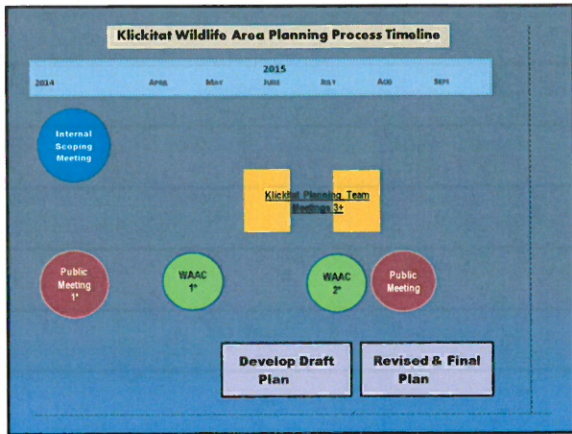 Klickitat Wildlife Area Planning Process Timeline
2015
2014 APRIL MAY JUNE JULY AUG SEPT
Internal
Scoping
Meeting
Klickitat Planning Team
Meetings 3+
Public
Meeting
1*
WAAC
1*
WAAC
2*
Public
Meeting
Develop Draft
Plan
Revised & Final
Plan